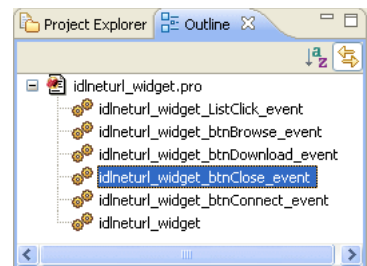 Project Explorer Outline
a
z
idlneturl_widget.pro
idlneturl_widget_ListClick_event
idlneturl_widget_btnBrowse_event
idlneturl_widget_btnDownload_event
idlneturl_widget_btnClose_event
idlneturl_widget_btnConnect_event
idlneturl_widget